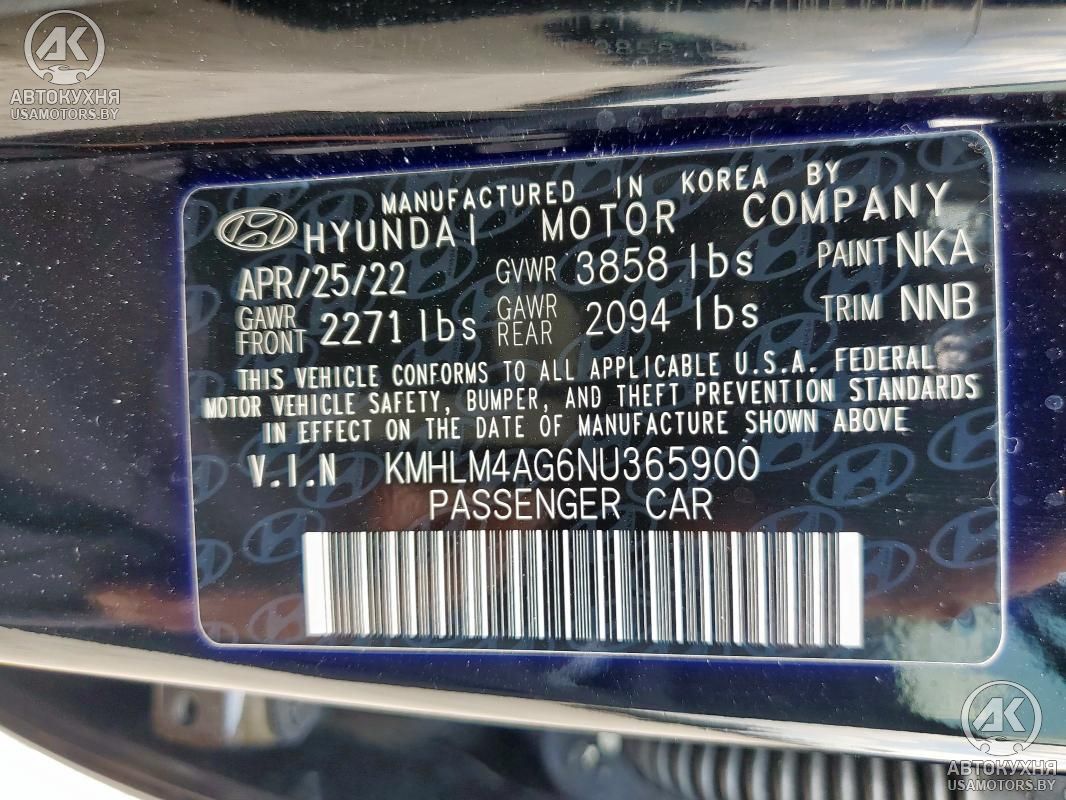 АВТОКУХНЯ
USAMOTORS.BY
MANUFACTURED IN KOREA BY
HYUNDAI MOTOR COMPANY
APR/25/22 GVWR 3858 lbs PAINT NKA
GAWR FRONT 2271 lbs GAWR REAR 2094 lbs TRIM NNB
THIS VEHICLE CONFORMS TO ALL APPLICABLE U.S.A. FEDERAL
MOTOR VEHICLE SAFETY, BUMPER, AND THEFT PREVENTION STANDARDS
IN EFFECT ON THE DATE OF MANUFACTURE SHOWN ABOVE
V.I.N KMHLM4AG6NU365900
PASSENGER CAR
АК
АВТОКУХНЯ
USAMOTORS.BY